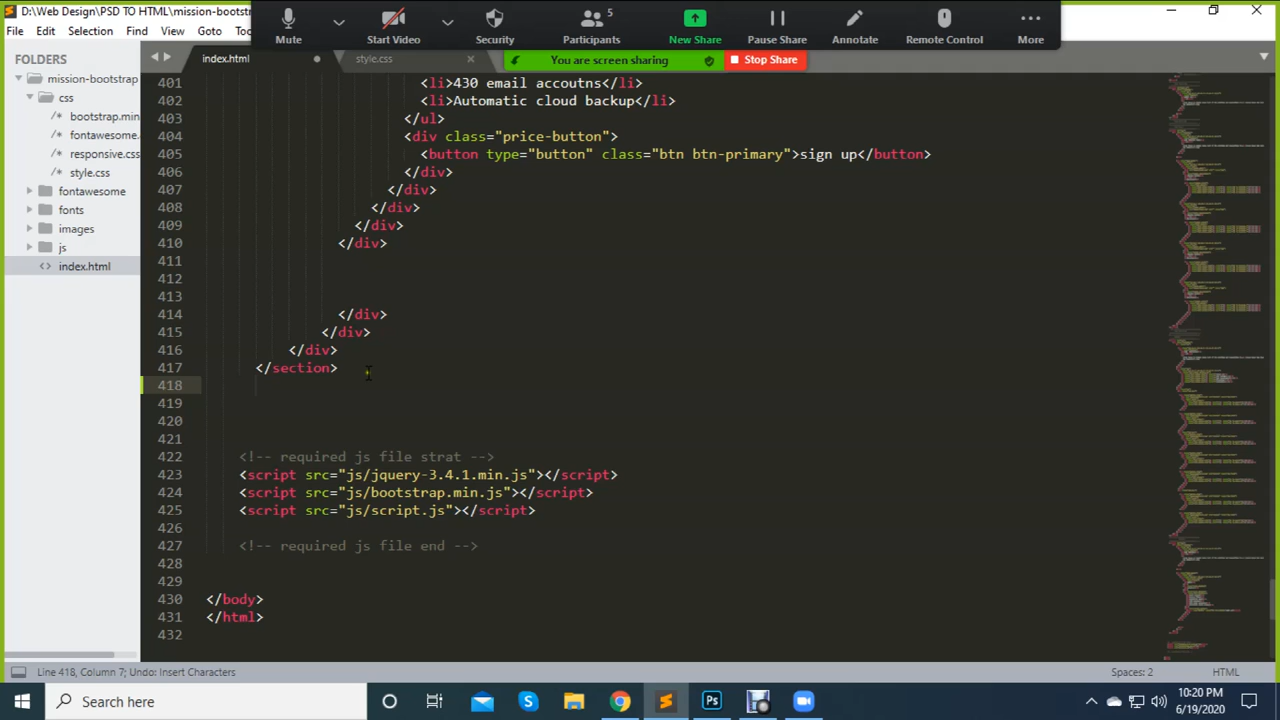 D:\Web Design\PSD TO HTML\mission-bootstr
File Edit Selection Find View Goto Too
Mute Start Video Security Participants 5 New Share Pause Share Annotate Remote Control More
You are screen sharing Stop Share
FOLDERS
mission-bootstrap
css
bootstrap.min
fontawesome.
responsive.css
style.css
fontawesome
fonts
images
js
index.html
index.html style.css
401 <li>430 email accoutns</li>
402 <li>Automatic cloud backup</li>
403 </ul>
404 <div class="price-button">
405 <button type="button" class="btn btn-primary">sign up</button>
406 </div>
407 </div>
408 </div>
409 </div>
410 </div>
411
412
413
414 </div>
415 </div>
416 </div>
417 </section>
418
419
420
421
422 <!-- required js file strat -->
423 <script src="js/jquery-3.4.1.min.js"></script>
424 <script src="js/bootstrap.min.js"></script>
425 <script src="js/script.js"></script>
426
427 <!-- required js file end -->
428
429
430 </body>
431 </html>
432
Line 418, Column 7; Undo: Insert Characters Spaces: 2 HTML
Type here to search
10:20 PM
6/19/2020